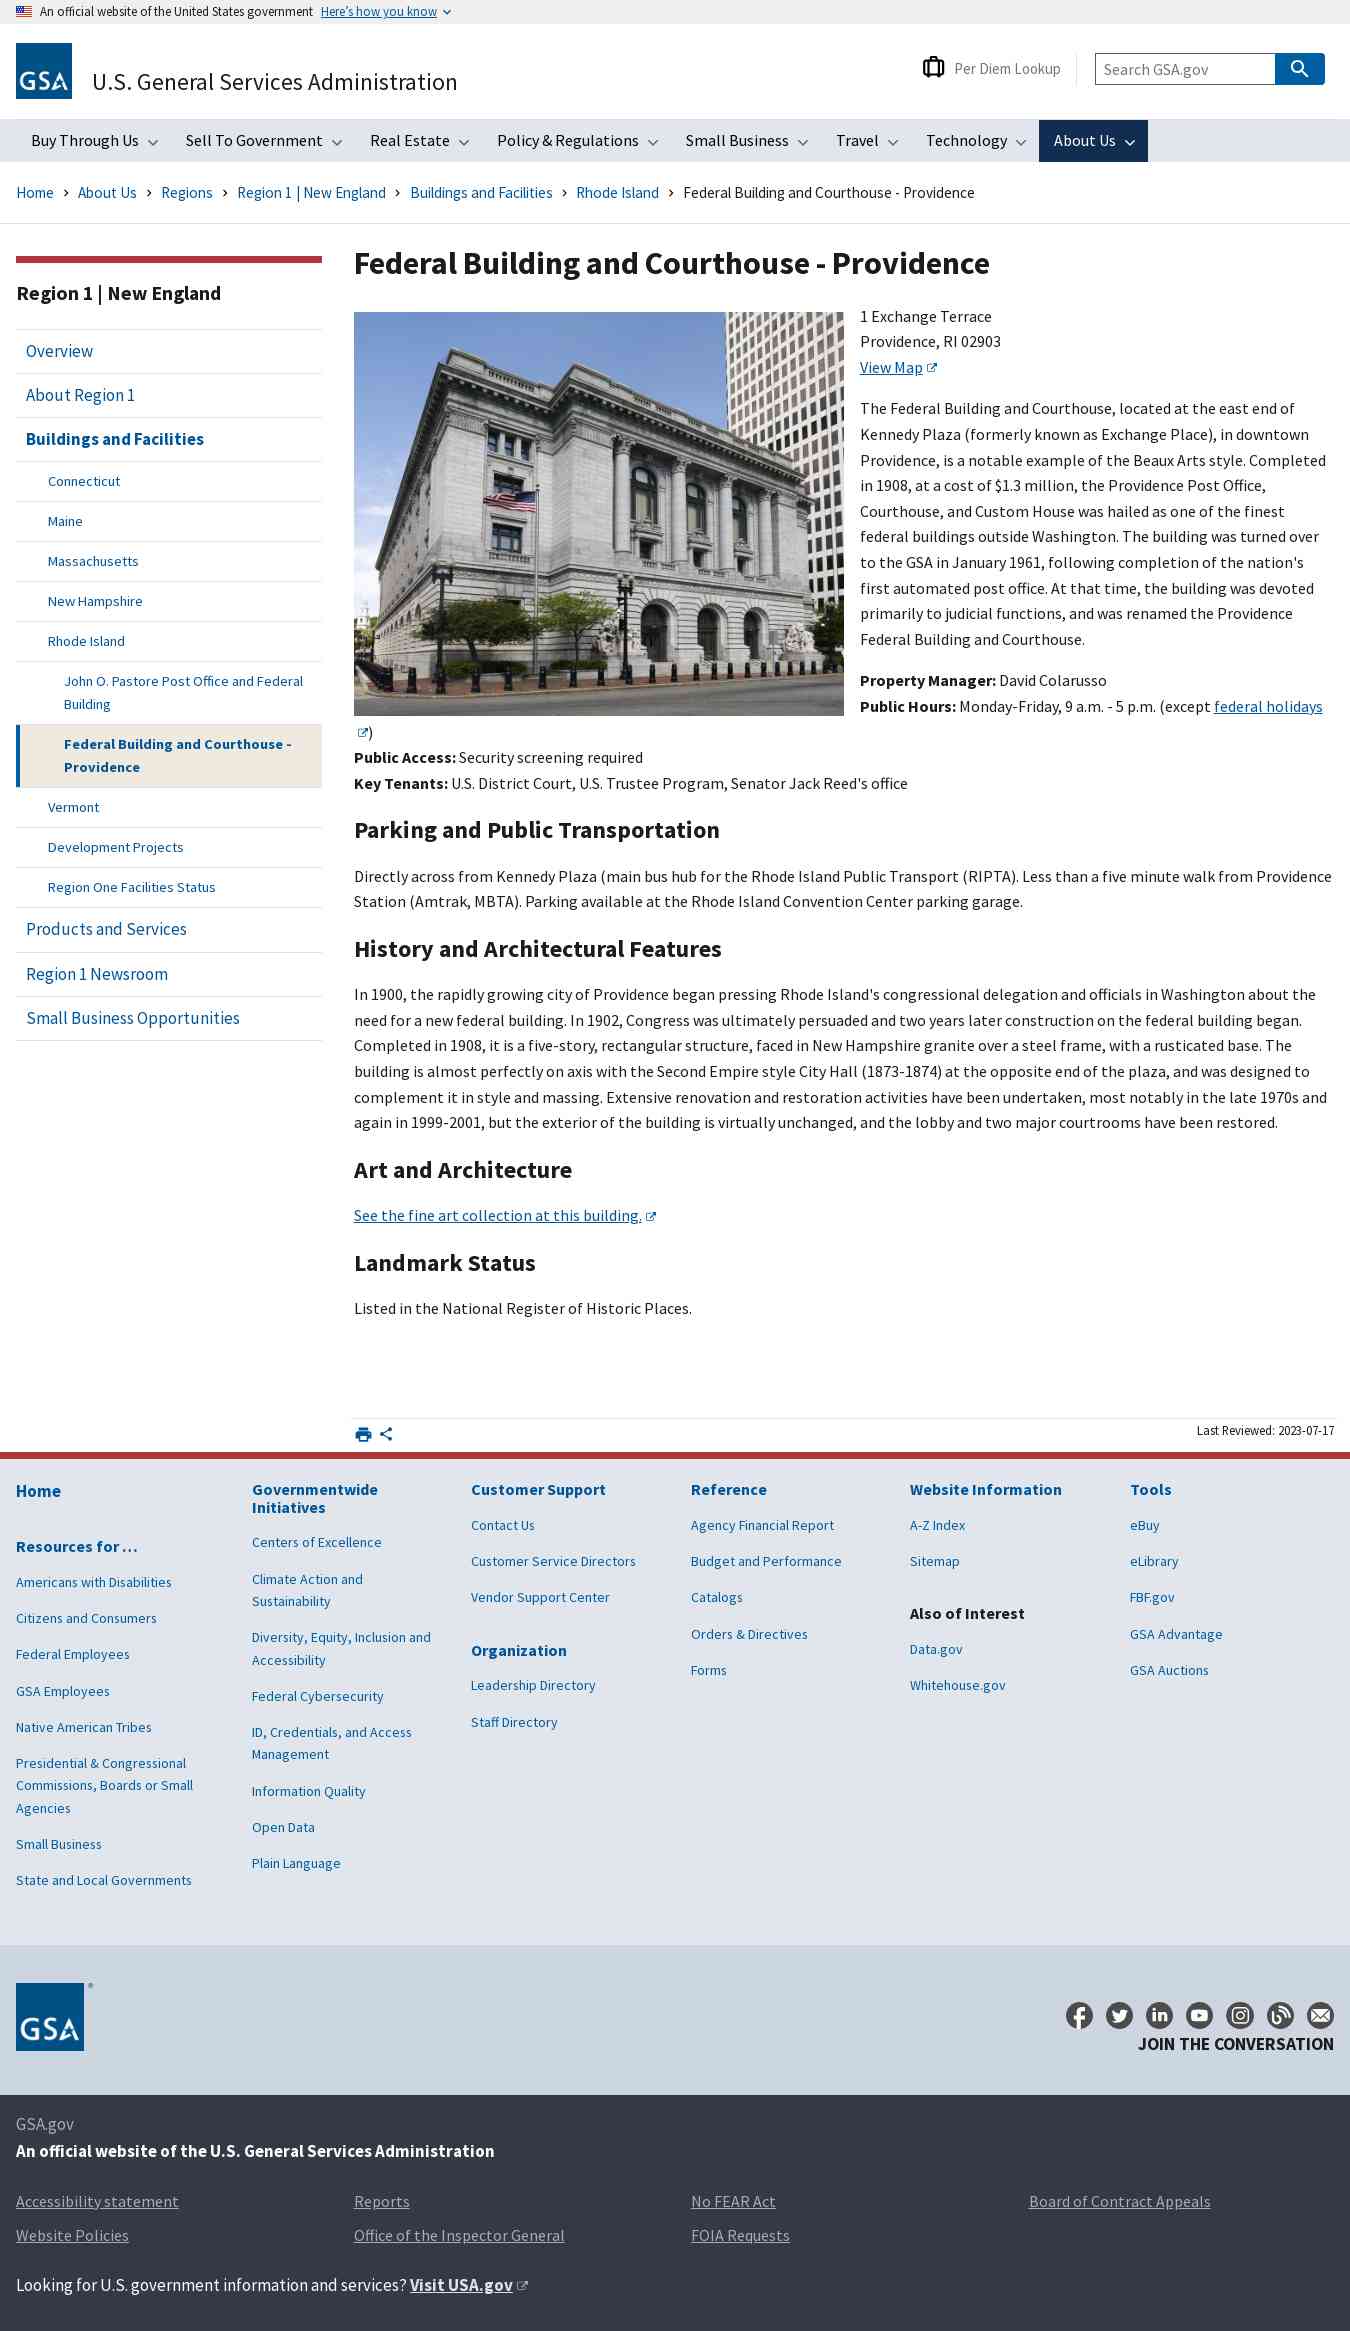 An official website of the United States government Here's how you know
GSA
U.S. General Services Administration
Per Diem Lookup
Search GSA.gov
Buy Through Us Sell To Government Real Estate Policy & Regulations Small Business Travel Technology About Us
Home > About Us > Regions > Region 1 | New England > Buildings and Facilities > Rhode Island > Federal Building and Courthouse - Providence
Region 1 | New England
Overview
About Region 1
Buildings and Facilities
Connecticut
Maine
Massachusetts
New Hampshire
Rhode Island
John O. Pastore Post Office and Federal
Building
Federal Building and Courthouse -
Providence
Vermont
Development Projects
Region One Facilities Status
Products and Services
Region 1 Newsroom
Small Business Opportunities
Federal Building and Courthouse - Providence
1 Exchange Terrace
Providence, RI 02903
View Map
The Federal Building and Courthouse, located at the east end of
Kennedy Plaza (formerly known as Exchange Place), in downtown
Providence, is a notable example of the Beaux Arts style. Completed
in 1908, at a cost of $1.3 million, the Providence Post Office,
Courthouse, and Custom House was hailed as one of the finest
federal buildings outside Washington. The building was turned over
to the GSA in January 1961, following completion of the nation's
first automated post office. At that time, the building was devoted
primarily to judicial functions, and was renamed the Providence
Federal Building and Courthouse.
Property Manager: David Colarusso
Public Hours: Monday-Friday, 9 a.m. - 5 p.m. (except federal holidays
)
Public Access: Security screening required
Key Tenants: U.S. District Court, U.S. Trustee Program, Senator Jack Reed's office
Parking and Public Transportation
Directly across from Kennedy Plaza (main bus hub for the Rhode Island Public Transport (RIPTA). Less than a five minute walk from Providence
Station (Amtrak, MBTA). Parking available at the Rhode Island Convention Center parking garage.
History and Architectural Features
In 1900, the rapidly growing city of Providence began pressing Rhode Island's congressional delegation and officials in Washington about the
need for a new federal building. In 1902, Congress was ultimately persuaded and two years later construction on the federal building began.
Completed in 1908, it is a five-story, rectangular structure, faced in New Hampshire granite over a steel frame, with a rusticated base. The
building is almost perfectly on axis with the Second Empire style City Hall (1873-1874) at the opposite end of the plaza, and was designed to
complement it in style and massing. Extensive renovation and restoration activities have been undertaken, most notably in the late 1970s and
again in 1999-2001, but the exterior of the building is virtually unchanged, and the lobby and two major courtrooms have been restored.
Art and Architecture
See the fine art collection at this building.
Landmark Status
Listed in the National Register of Historic Places.
Last Reviewed: 2023-07-17
Home
Resources for …
Americans with Disabilities
Citizens and Consumers
Federal Employees
GSA Employees
Native American Tribes
Presidential & Congressional
Commissions, Boards or Small
Agencies
Small Business
State and Local Governments
Governmentwide
Initiatives
Centers of Excellence
Climate Action and
Sustainability
Diversity, Equity, Inclusion and
Accessibility
Federal Cybersecurity
ID, Credentials, and Access
Management
Information Quality
Open Data
Plain Language
Customer Support
Contact Us
Customer Service Directors
Vendor Support Center
Organization
Leadership Directory
Staff Directory
Reference
Agency Financial Report
Budget and Performance
Catalogs
Orders & Directives
Forms
Website Information
A-Z Index
Sitemap
Also of Interest
Data.gov
Whitehouse.gov
Tools
eBuy
eLibrary
FBF.gov
GSA Advantage
GSA Auctions
GSA ®
JOIN THE CONVERSATION
GSA.gov
An official website of the U.S. General Services Administration
Accessibility statement Reports No FEAR Act Board of Contract Appeals
Website Policies Office of the Inspector General FOIA Requests
Looking for U.S. government information and services? Visit USA.gov